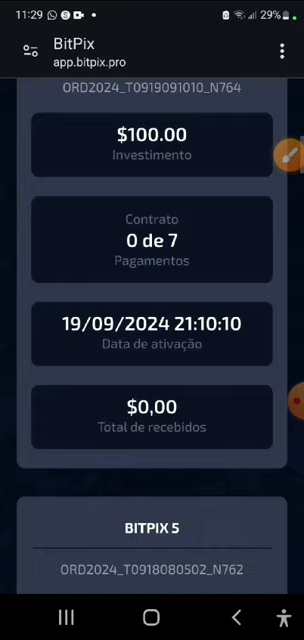 11:29
29%
BitPix
app.bitpix.pro
ORD2024_T0919091010_N764
$100.00
Investimento
Contrato
0 de 7
Pagamentos
19/09/2024 21:10:10
Data de ativação
$0,00
Total de recebidos
BITPIX 5
ORD2024_T0918080502_N762